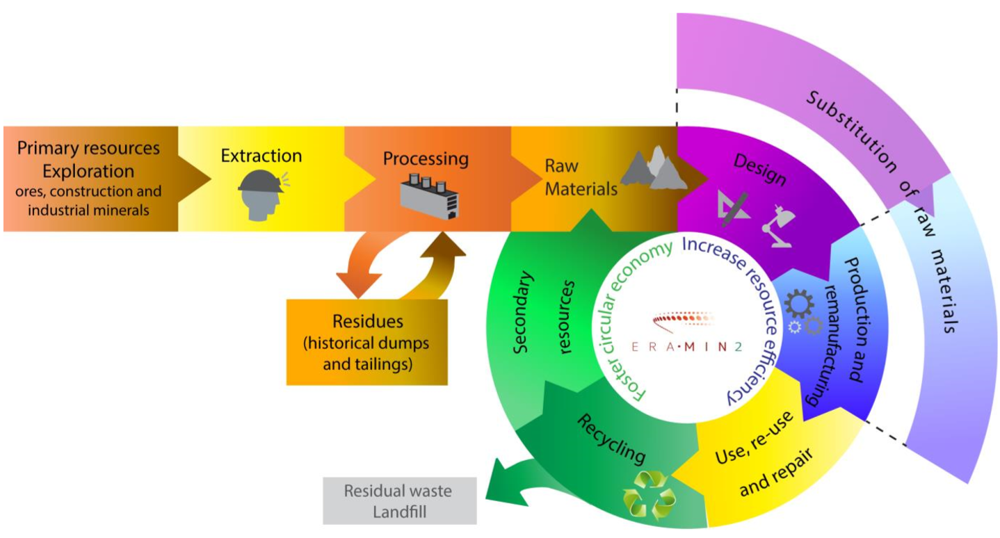 Primary resources
Exploration
ores, construction and
industrial minerals
Extraction
Processing
Raw
Materials
Design
Substitution of raw materials
Production and
remanufacturing
Use, re-use
and repair
Recycling
Secondary
resources
Foster circular economy
Increase resource efficiency
ERA·MIN2
Residues
(historical dumps
and tailings)
Residual waste
Landfill